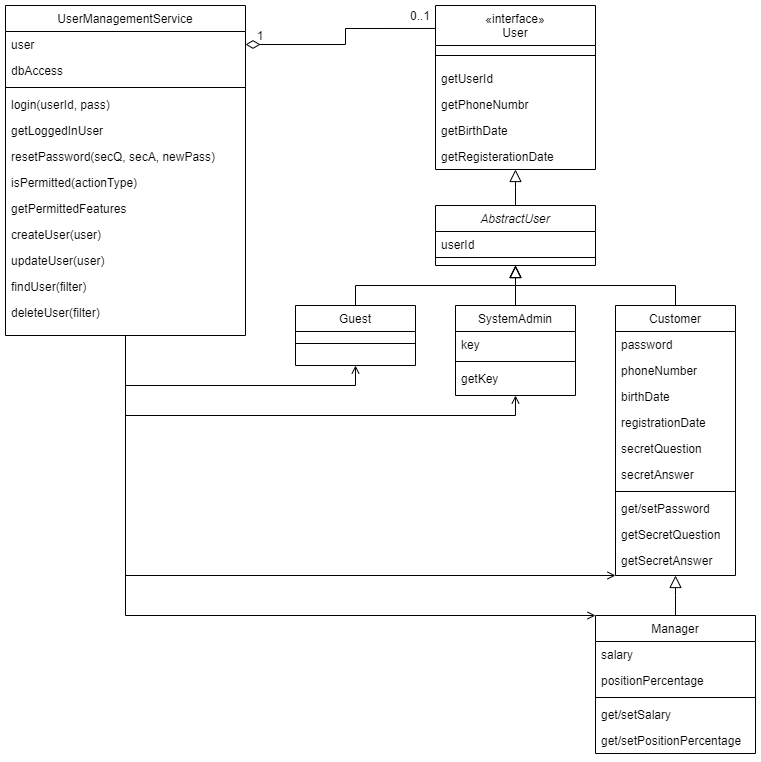 UserManagementService
user
dbAccess
login(userId, pass)
getLoggedInUser
resetPassword(secQ, secA, newPass)
isPermitted(actionType)
getPermittedFeatures
createUser(user)
updateUser(user)
findUser(filter)
deleteUser(filter)
1
0..1
«interface»
User
getUserId
getPhoneNumbr
getBirthDate
getRegisterationDate
AbstractUser
userId
Guest
SystemAdmin
key
getKey
Customer
password
phoneNumber
birthDate
registrationDate
secretQuestion
secretAnswer
get/setPassword
getSecretQuestion
getSecretAnswer
Manager
salary
positionPercentage
get/setSalary
get/setPositionPercentage